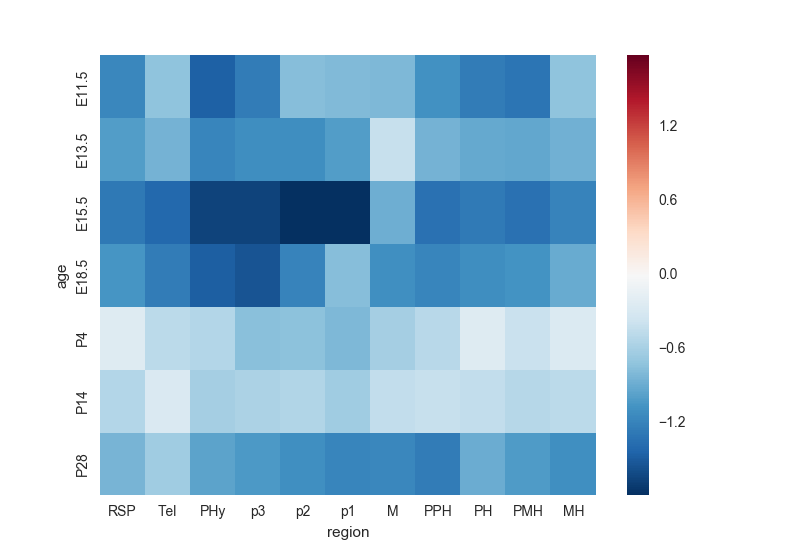 age
E11.5
E13.5
E15.5
E18.5
P4
P14
P28
RSP Tel PHy p3 p2 p1 M PPH PH PMH MH
region
1.2
0.6
0.0
−0.6
−1.2